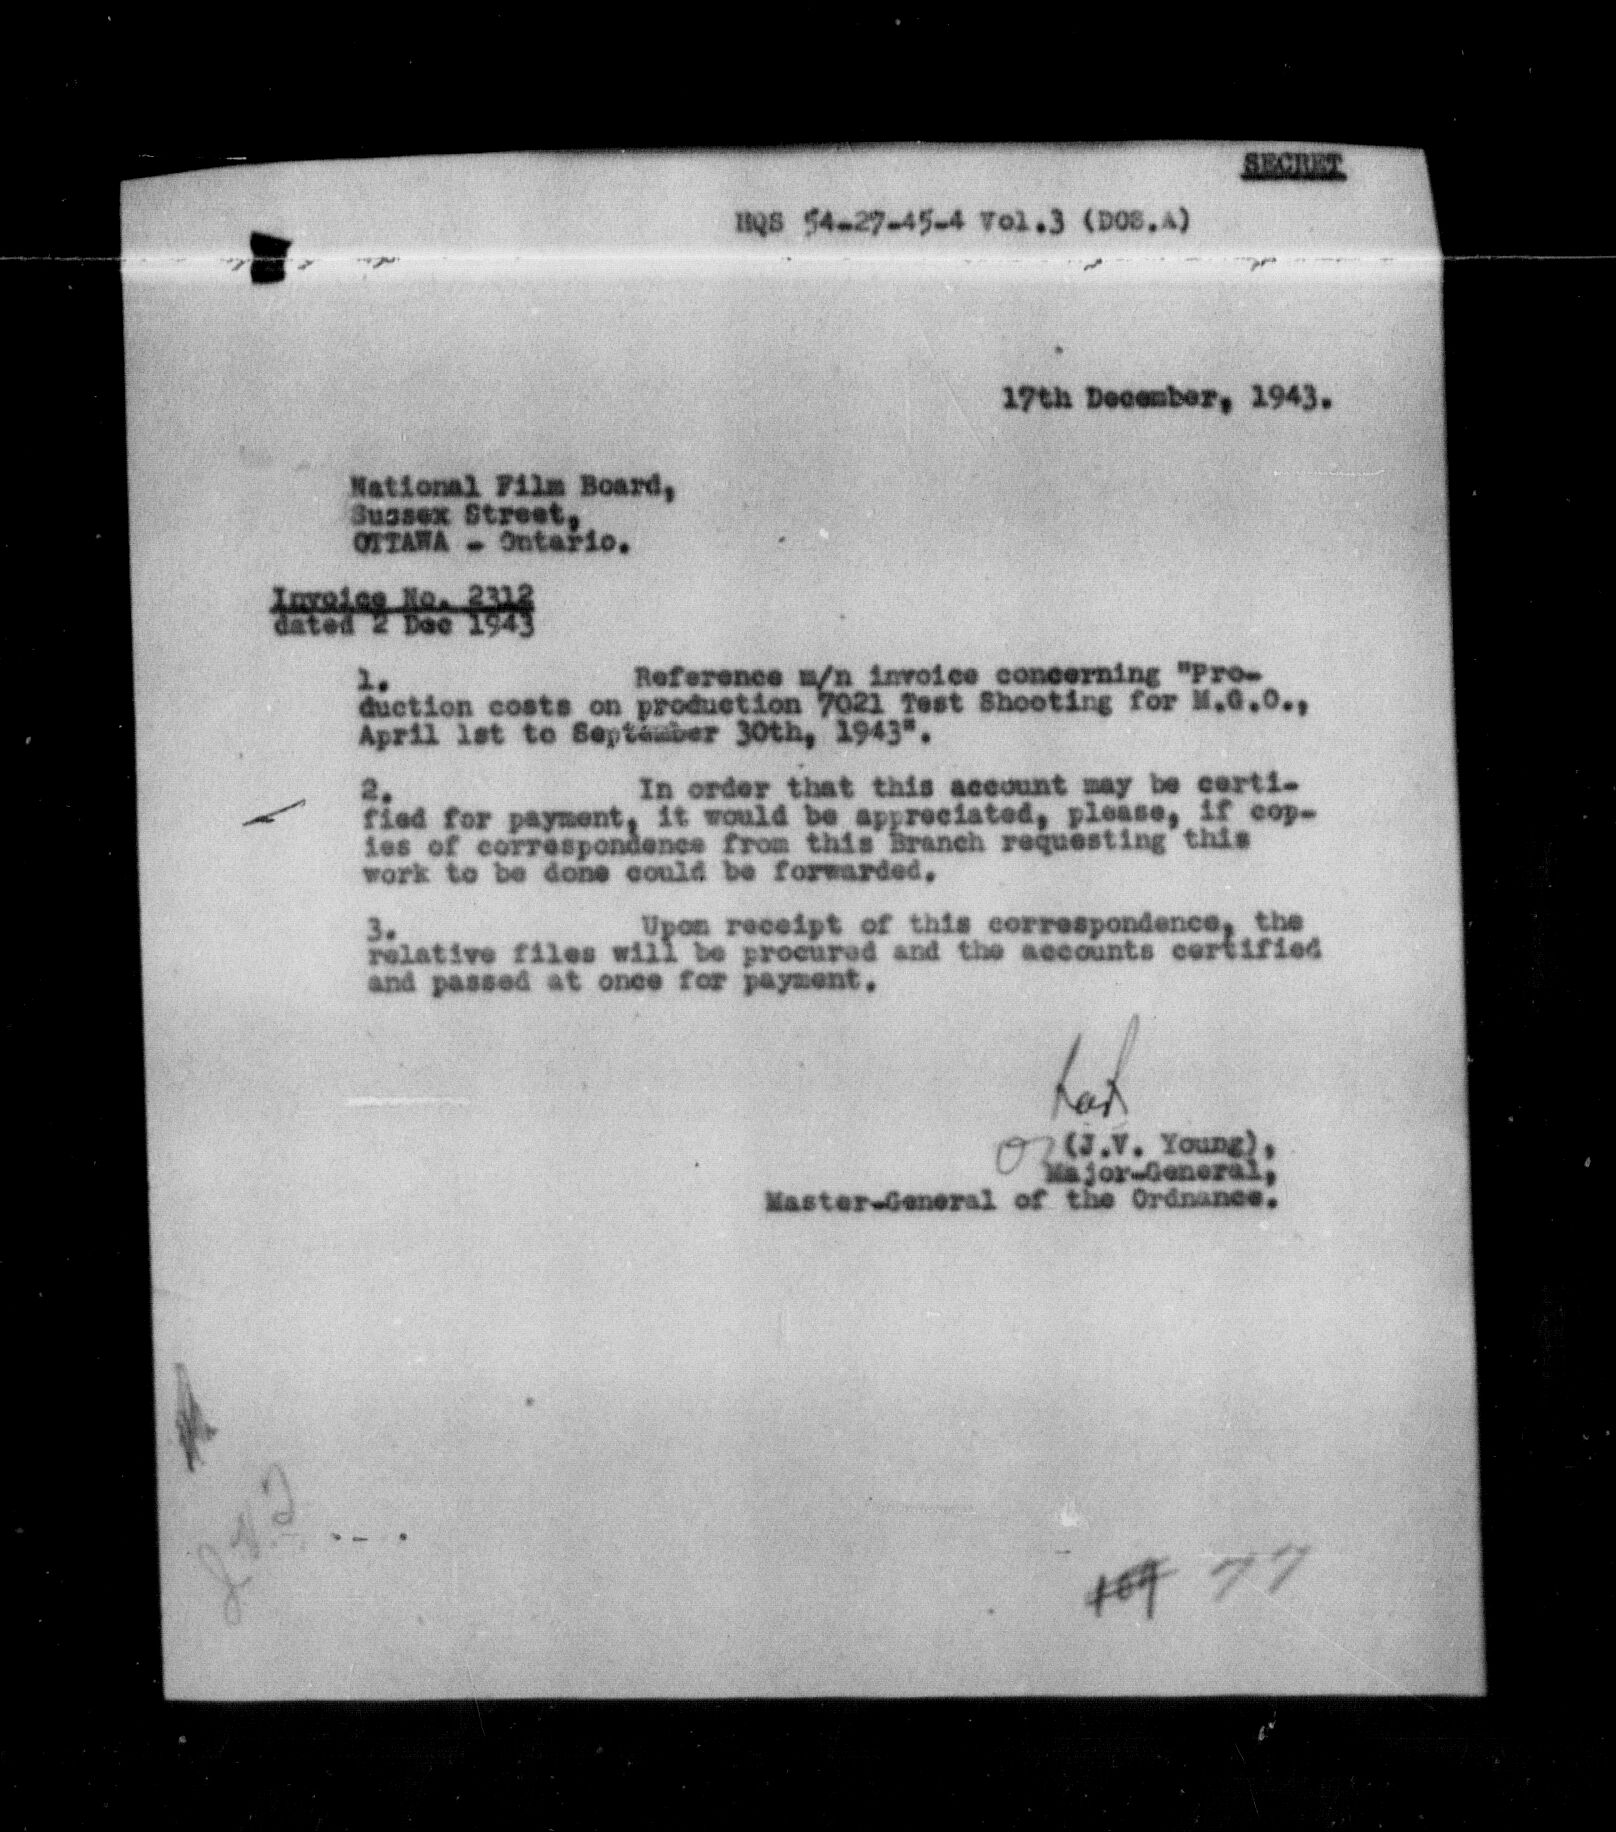 SECRET
HQS 54-27-45-4 Vol.3 (DOS.A)
17th December, 1943.
National Film Board,
Sussex Street,
OTTAWA - Ontario.
Invoice No. 2312
dated 2 Dec 1943
1. Reference m/n invoice concerning "Pro-
duction costs on production 7021 Test Shooting for M.G.O.,
April 1st to September 30th, 1943".
2. In order that this account may be certi-
fied for payment, it would be appreciated, please, if cop-
ies of correspondence from this Branch requesting this
work to be done could be forwarded.
3. Upon receipt of this correspondence, the
relative files will be procured and the accounts certified
and passed at once for payment.
(J.V. Young),
Major-General,
Master-General of the Ordnance.
77